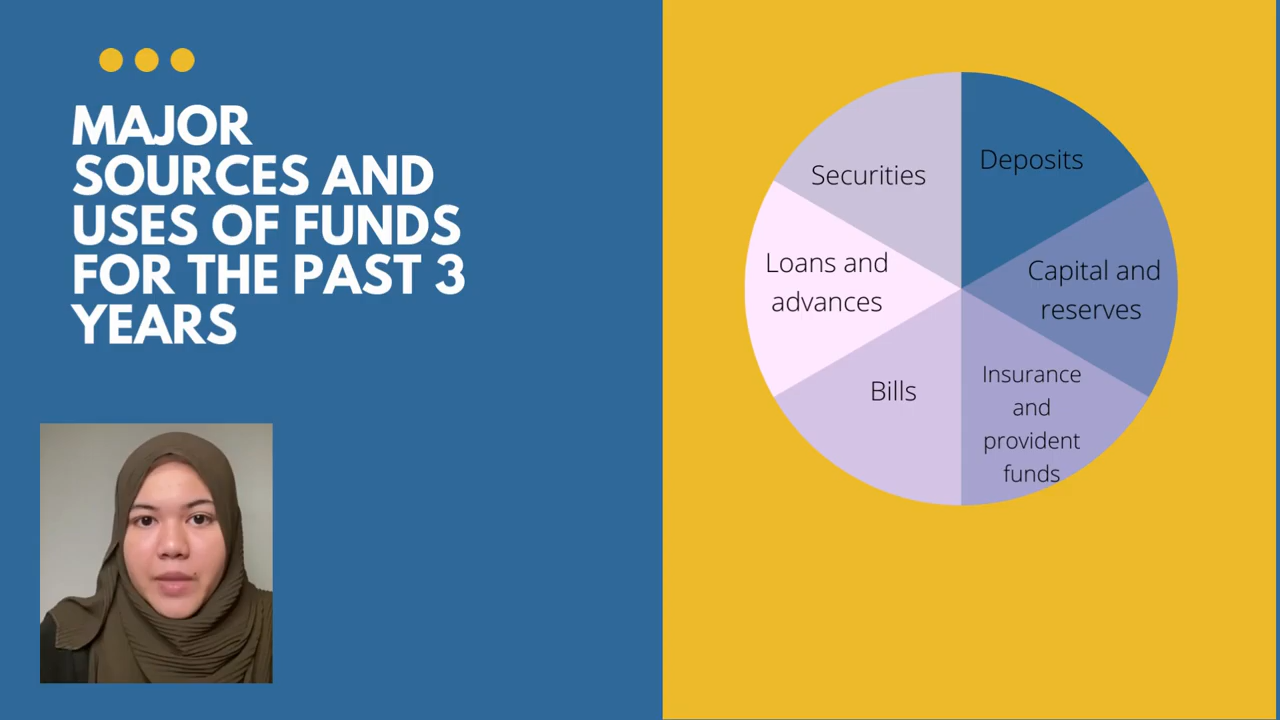 MAJOR
SOURCES AND
USES OF FUNDS
FOR THE PAST 3
YEARS
Securities
Deposits
Loans and
advances
Capital and
reserves
Bills
Insurance
and
provident
funds